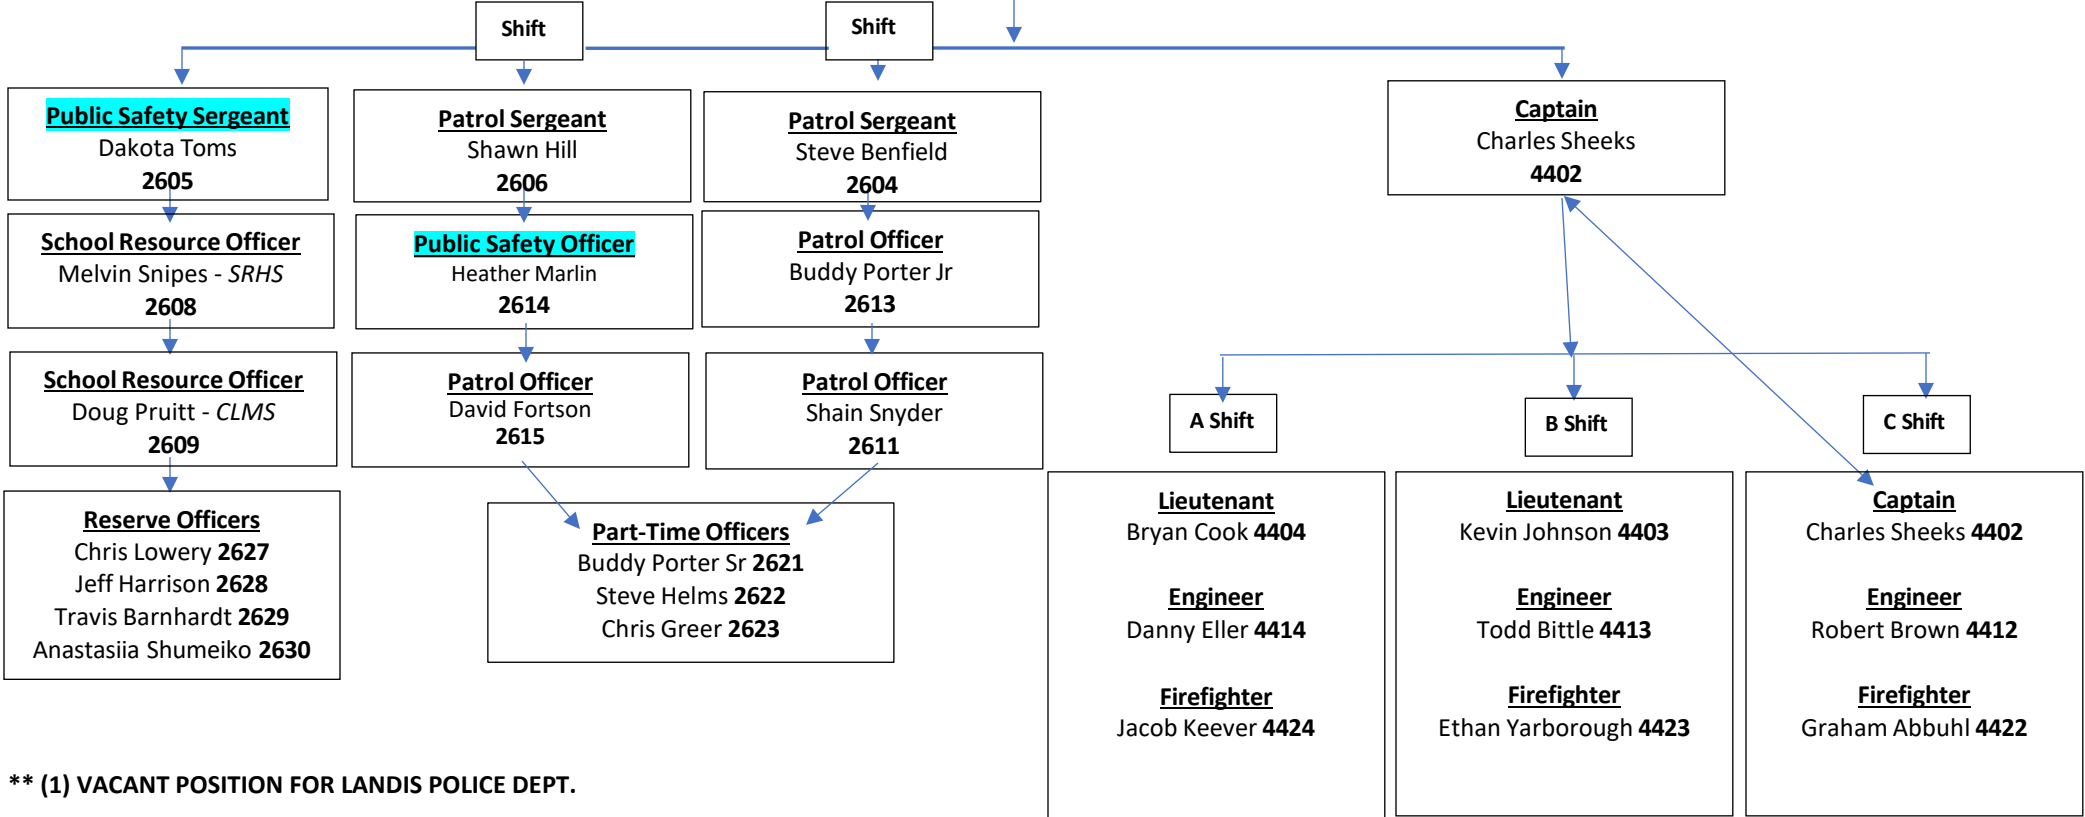 Shift
Shift
Public Safety Sergeant
Dakota Toms
2605
Patrol Sergeant
Shawn Hill
2606
Patrol Sergeant
Steve Benfield
2604
Captain
Charles Sheeks
4402
School Resource Officer
Melvin Snipes - SRHS
2608
Public Safety Officer
Heather Marlin
2614
Patrol Officer
Buddy Porter Jr
2613
School Resource Officer
Doug Pruitt - CLMS
2609
Patrol Officer
David Fortson
2615
Patrol Officer
Shain Snyder
2611
A Shift
B Shift
C Shift
Reserve Officers
Chris Lowery 2627
Jeff Harrison 2628
Travis Barnhardt 2629
Anastasiia Shumeiko 2630
Part-Time Officers
Buddy Porter Sr 2621
Steve Helms 2622
Chris Greer 2623
Lieutenant
Bryan Cook 4404
Engineer
Danny Eller 4414
Firefighter
Jacob Keever 4424
Lieutenant
Kevin Johnson 4403
Engineer
Todd Bittle 4413
Firefighter
Ethan Yarborough 4423
Captain
Charles Sheeks 4402
Engineer
Robert Brown 4412
Firefighter
Graham Abbuhl 4422
** (1) VACANT POSITION FOR LANDIS POLICE DEPT.